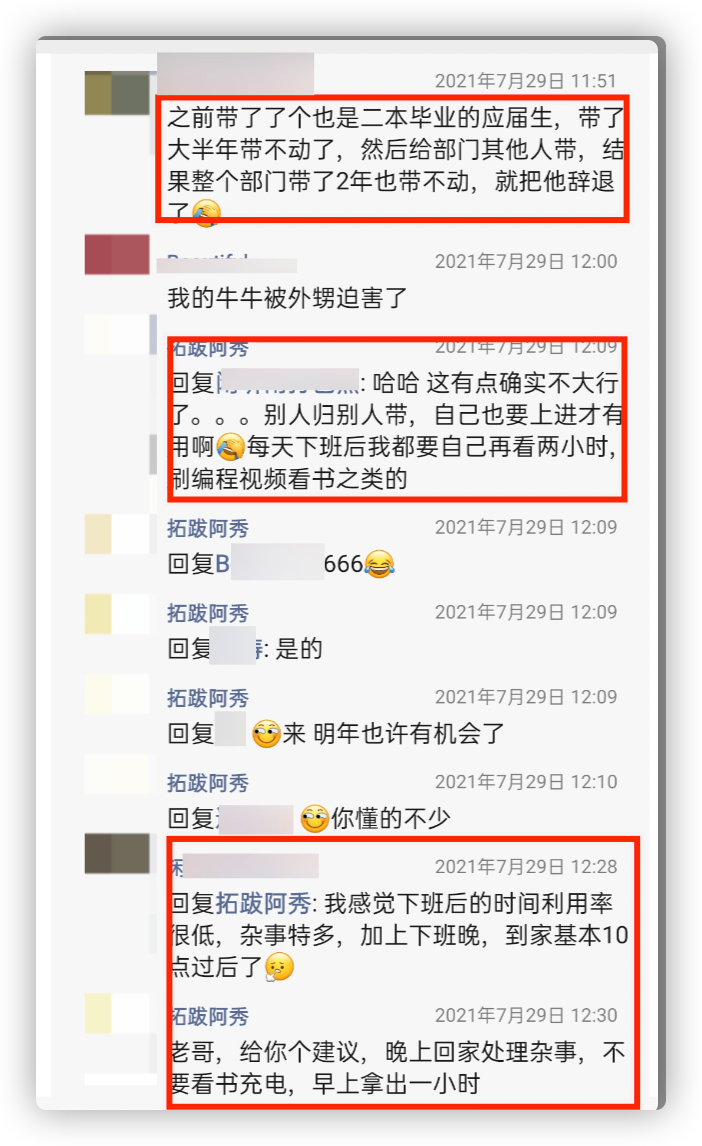 2021年7月29日 11:51
之前带了了个也是二本毕业的应届生，带了
大半年带不动了，然后给部门其他人带，结
果整个部门带了2年也带不动，就把他辞退
了🤣
2021年7月29日 12:00
我的牛牛被外甥迫害了
拓跋阿秀 2021年7月29日 12:09
回复: 哈哈 这有点确实不大行
了。。。别人归别人带，自己也要上进才有
用啊🤣每天下班后我都要自己再看两小时,
刷编程视频看书之类的
拓跋阿秀 2021年7月29日 12:09
回复B 666😂
拓跋阿秀 2021年7月29日 12:09
回复: 是的
拓跋阿秀 2021年7月29日 12:09
回复 来 明年也许有机会了
拓跋阿秀 2021年7月29日 12:10
回复 你懂的不少
2021年7月29日 12:28
回复拓跋阿秀: 我感觉下班后的时间利用率
很低，杂事特多，加上下班晚，到家基本10
点过后了
拓跋阿秀 2021年7月29日 12:30
老哥，给你个建议，晚上回家处理杂事，不
要看书充电，早上拿出一小时